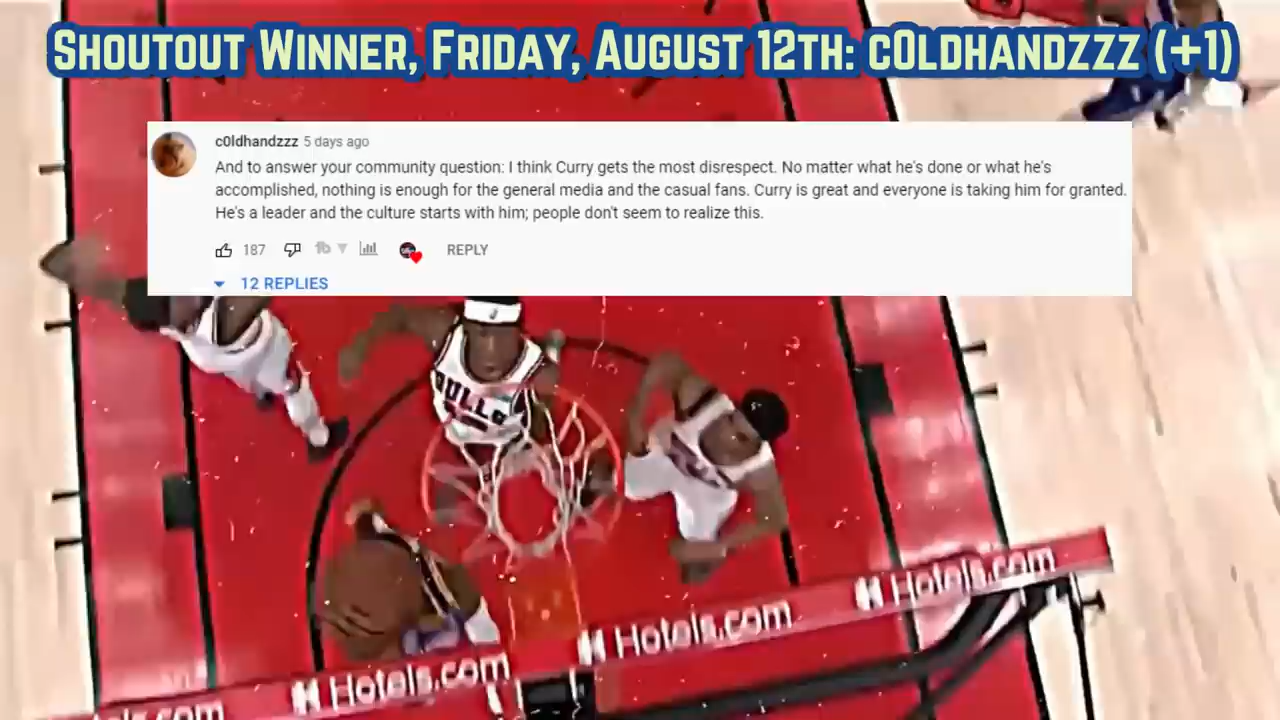 SHOUTOUT WINNER, FRIDAY, AUGUST 12TH: C0LDHANDZZZ (+1)
c0ldhandzzz 5 days ago
And to answer your community question: I think Curry gets the most disrespect. No matter what he's done or what he's
accomplished, nothing is enough for the general media and the casual fans. Curry is great and everyone is taking him for granted.
He's a leader and the culture starts with him; people don't seem to realize this.
187 REPLY
12 REPLIES
BULLS
Hotels.com
Hotels.com
Hotels.com